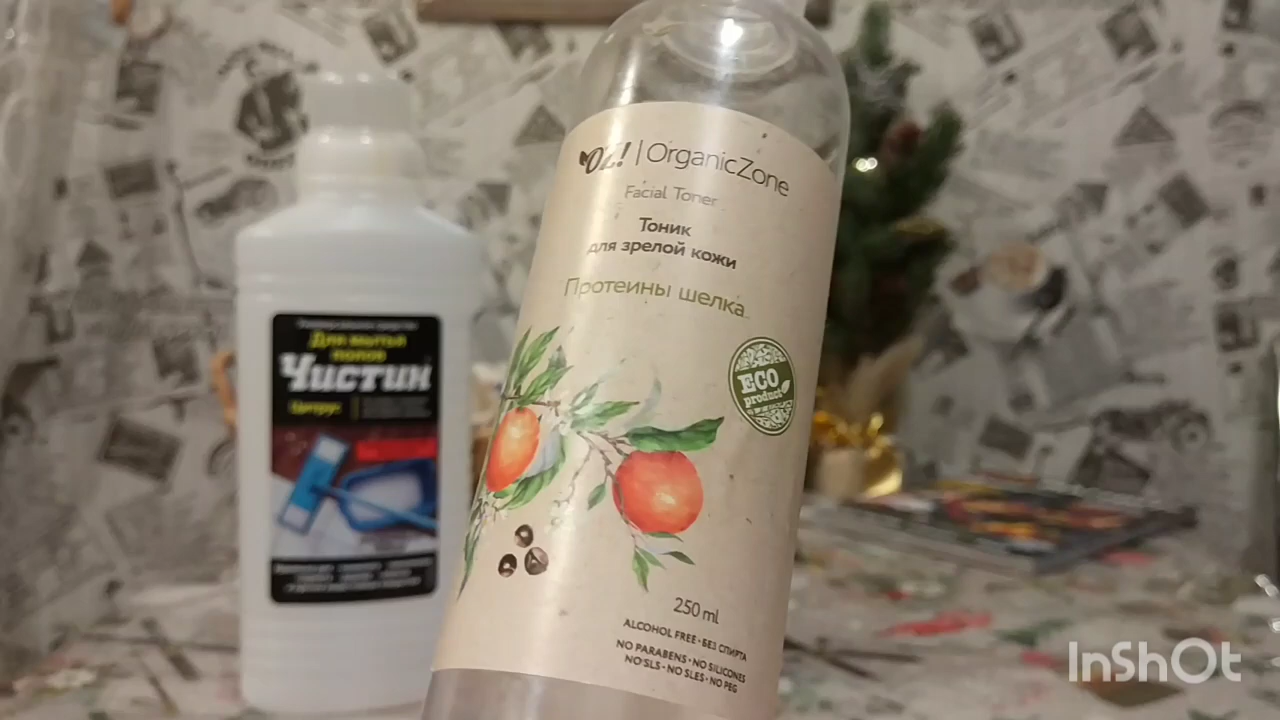 Для мытья
полов
Чистин
Цитрус
OZ! | OrganicZone
Facial Toner
Тоник
для зрелой кожи
Протеины шелка
ECO
product
250 ml
ALCOHOL FREE • БЕЗ СПИРТА
NO PARABENS • NO SILICONES
NO SLS • NO SLES • NO PEG
InShOt